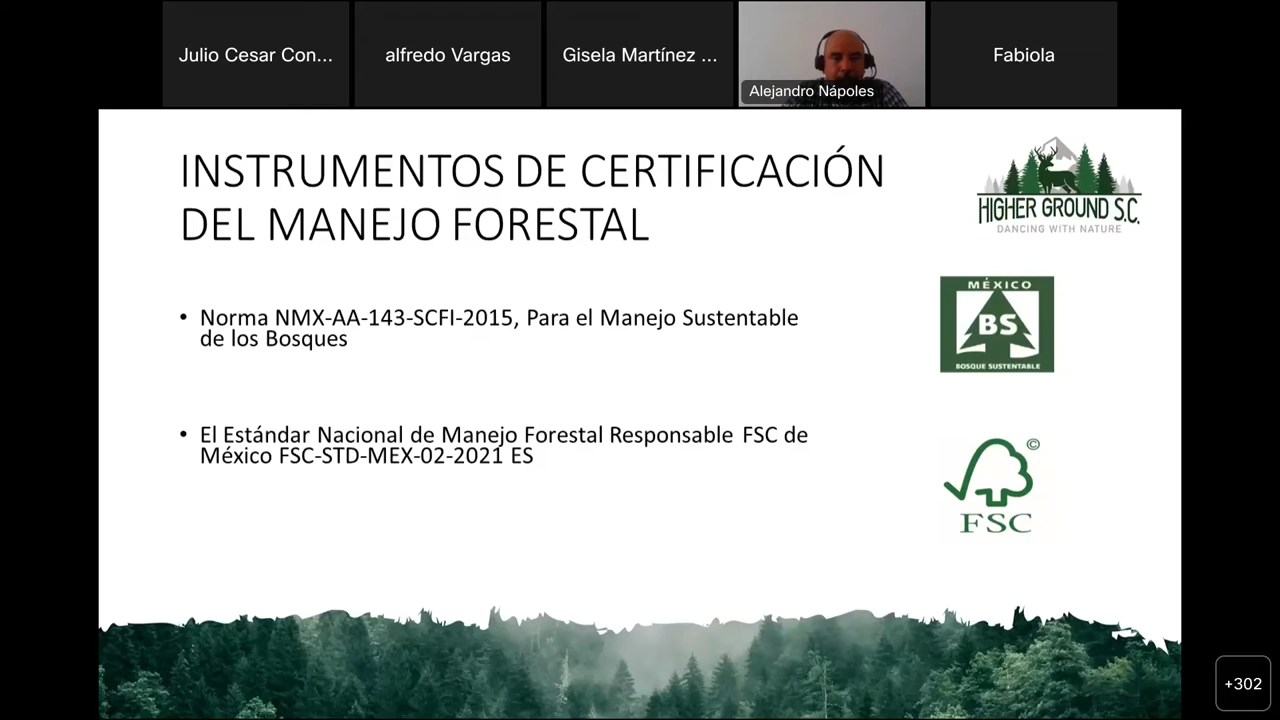 Julio Cesar Con...
alfredo Vargas
Gisela Martínez ...
Alejandro Nápoles
Fabiola
INSTRUMENTOS DE CERTIFICACIÓN
DEL MANEJO FORESTAL
HIGHER GROUND S.C.
DANCING WITH NATURE
• Norma NMX-AA-143-SCFI-2015, Para el Manejo Sustentable
de los Bosques
MÉXICO
BS
BOSQUE SUSTENTABLE
• El Estándar Nacional de Manejo Forestal Responsable FSC de
México FSC-STD-MEX-02-2021 ES
©
FSC
+302